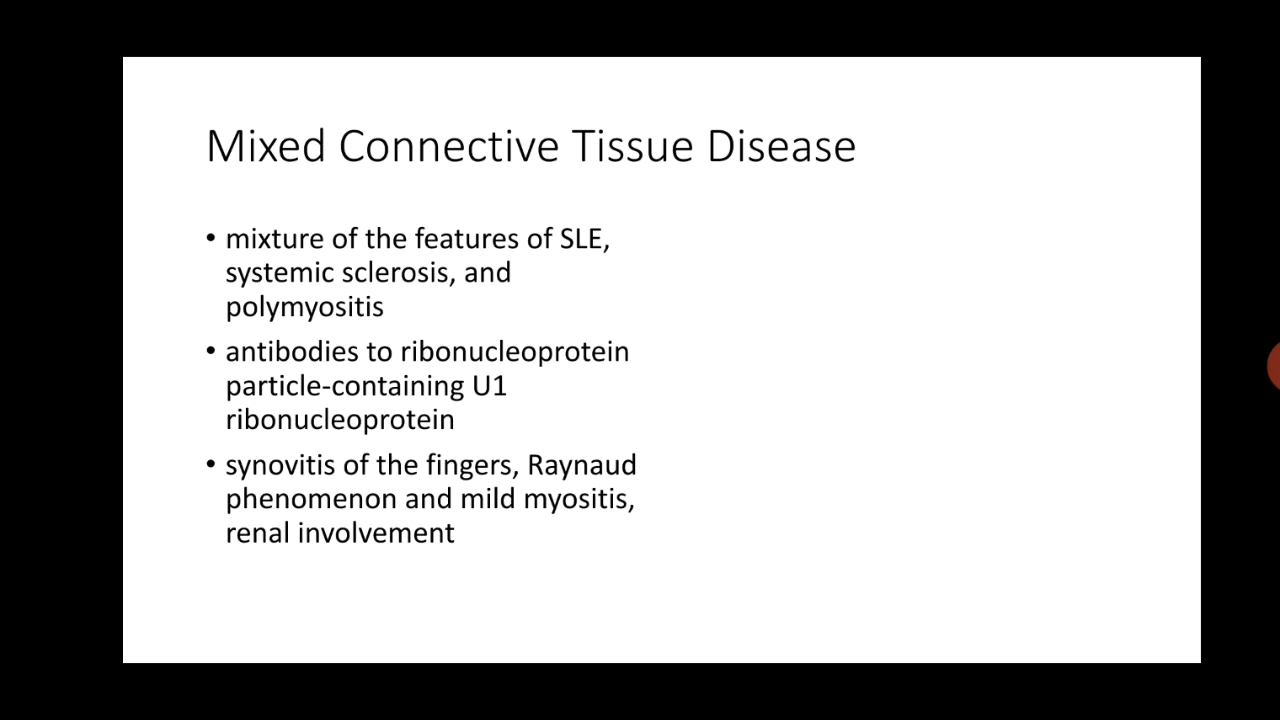 Mixed Connective Tissue Disease
• mixture of the features of SLE,
systemic sclerosis, and
polymyositis
• antibodies to ribonucleoprotein
particle-containing U1
ribonucleoprotein
• synovitis of the fingers, Raynaud
phenomenon and mild myositis,
renal involvement